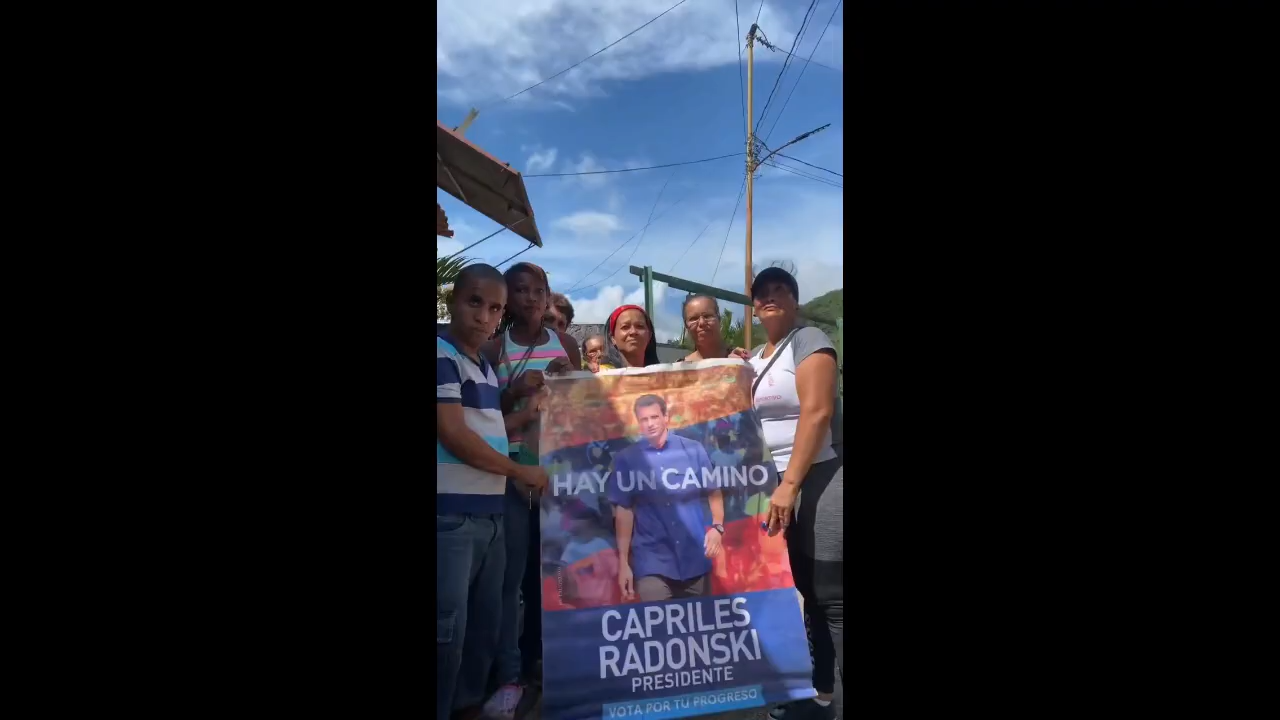 HAY UN CAMINO
CAPRILES
RADONSKI
PRESIDENTE
VOTA POR TU PROGRESO